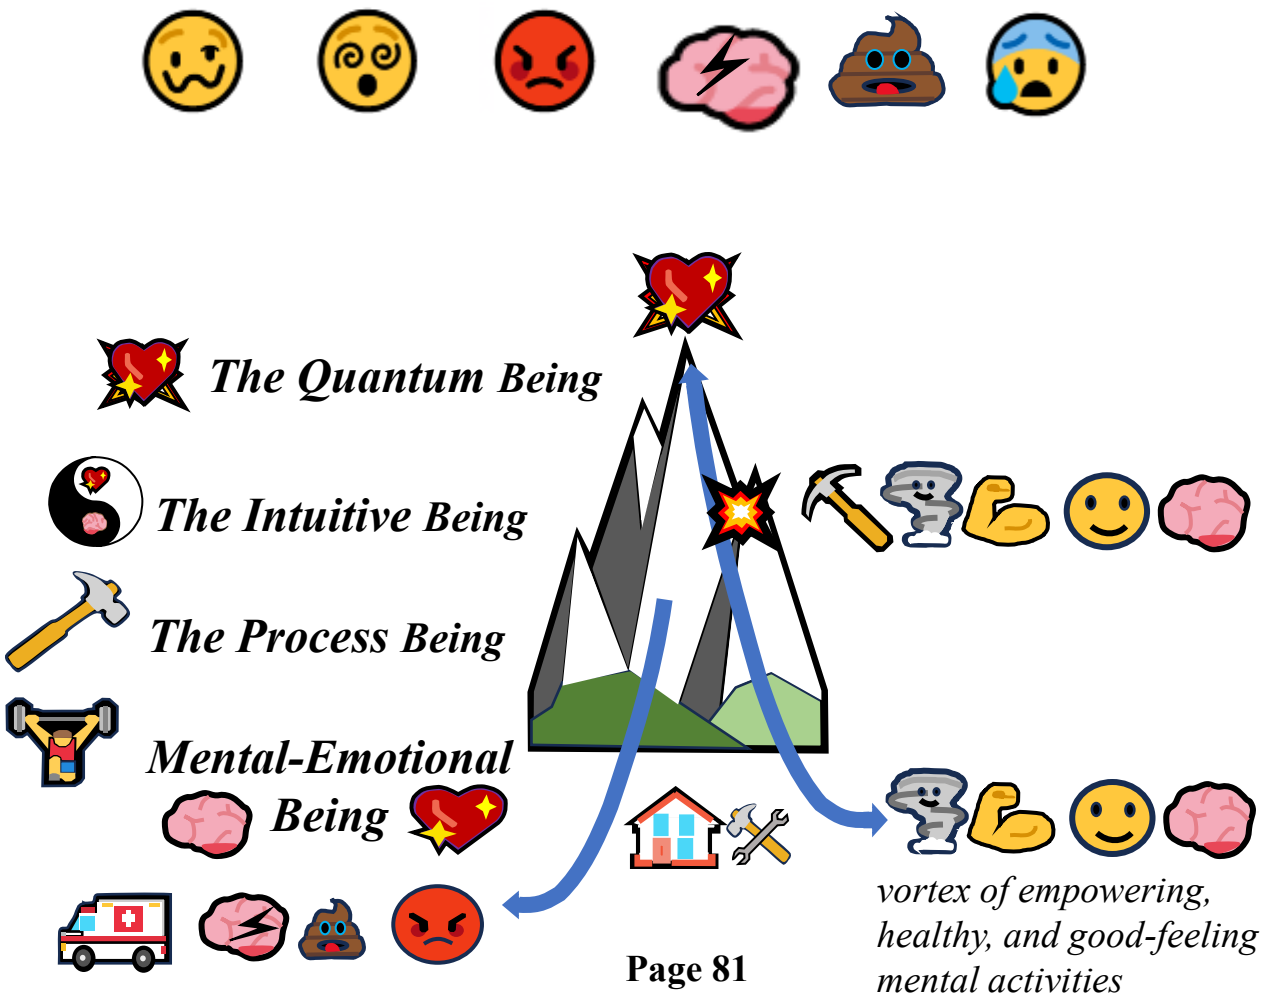 The Quantum Being
The Intuitive Being
The Process Being
Mental-Emotional
Being
vortex of empowering,
healthy, and good-feeling
mental activities
Page 81